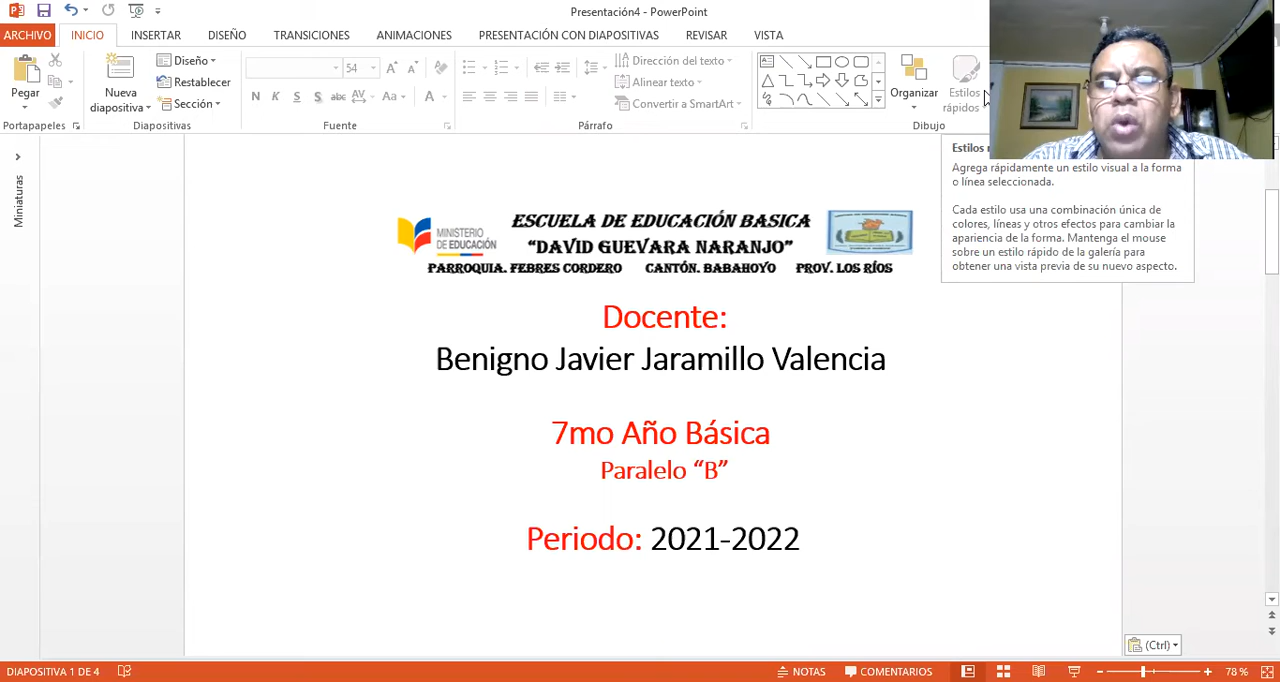 Presentación4 - PowerPoint
ARCHIVO INICIO INSERTAR DISEÑO TRANSICIONES ANIMACIONES PRESENTACIÓN CON DIAPOSITIVAS REVISAR VISTA
Pegar
Nueva
diapositiva
Diseño
Restablecer
Sección
54
N K S S abc AV Aa A
Dirección del texto
Alinear texto
Convertir a SmartArt
Organizar
Estilos
rápidos
Portapapeles Diapositivas Fuente Párrafo Dibujo
Estilos
Agrega rápidamente un estilo visual a la forma
o línea seleccionada.
Cada estilo usa una combinación única de
colores, líneas y otros efectos para cambiar la
apariencia de la forma. Mantenga el mouse
sobre un estilo rápido de la galería para
obtener una vista previa de su nuevo aspecto.
Miniaturas
MINISTERIO
DE EDUCACIÓN
ESCUELA DE EDUCACIÓN BASICA
“DAVID GUEVARA NARANJO”
PARROQUIA. FEBRES CORDERO CANTÓN. BABAHOYO PROV. LOS RÍOS
Docente:
Benigno Javier Jaramillo Valencia
7mo Año Básica
Paralelo “B”
Periodo: 2021-2022
(Ctrl)
DIAPOSITIVA 1 DE 4 NOTAS COMENTARIOS 78 %